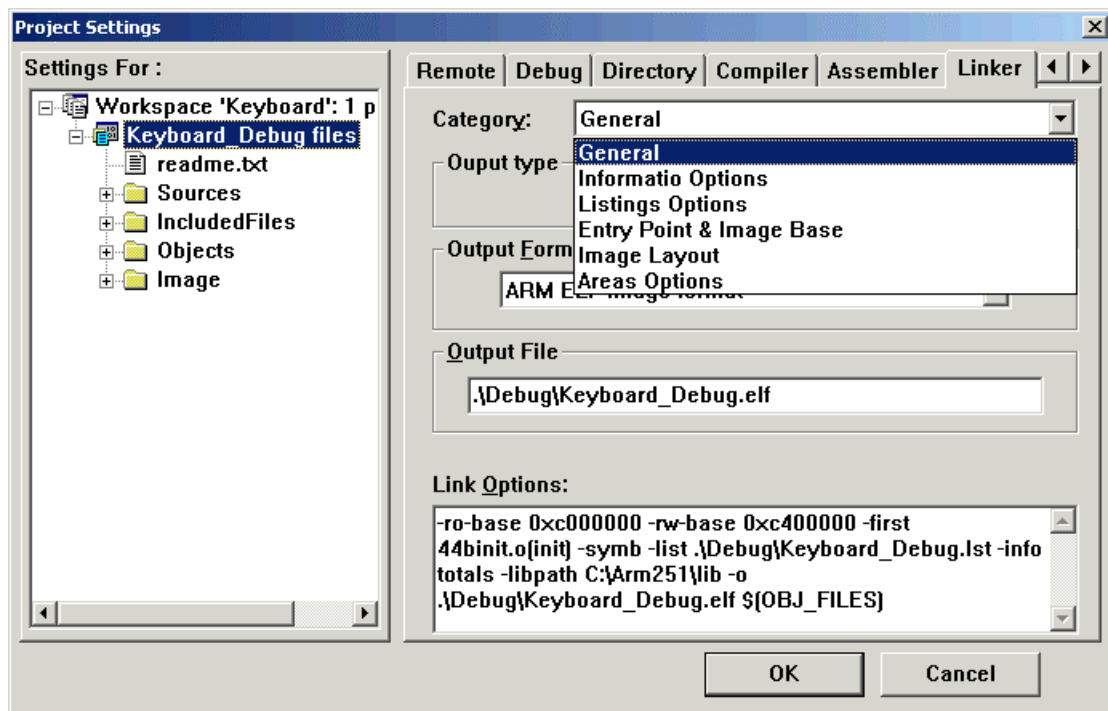 Project Settings
Settings For :
Workspace 'Keyboard': 1 p
Keyboard_Debug files
readme.txt
Sources
IncludedFiles
Objects
Image
Remote Debug Directory Compiler Assembler Linker
Category: General
General
Informatio Options
Listings Options
Entry Point & Image Base
Image Layout
Areas Options
Ouput type
Output Form
ARM ELF image format
Output File
.\Debug\Keyboard_Debug.elf
Link Options:
-ro-base 0xc000000 -rw-base 0xc400000 -first
44binit.o(init) -symb -list .\Debug\Keyboard_Debug.lst -info
totals -libpath C:\Arm251\lib -o
.\Debug\Keyboard_Debug.elf $(OBJ_FILES)
OK Cancel